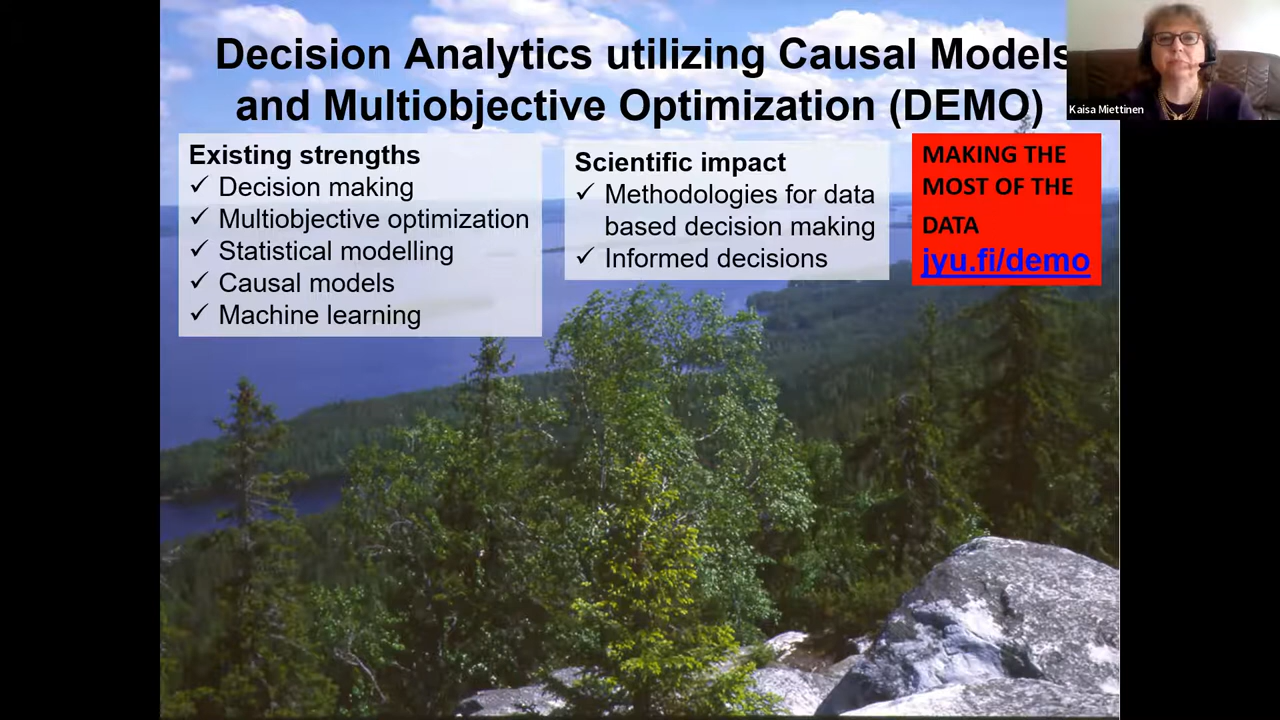 Decision Analytics utilizing Causal Models
and Multiobjective Optimization (DEMO)
Kaisa Miettinen
Existing strengths
✓ Decision making
✓ Multiobjective optimization
✓ Statistical modelling
✓ Causal models
✓ Machine learning
Scientific impact
✓ Methodologies for data
based decision making
✓ Informed decisions
MAKING THE
MOST OF THE
DATA
jyu.fi/demo